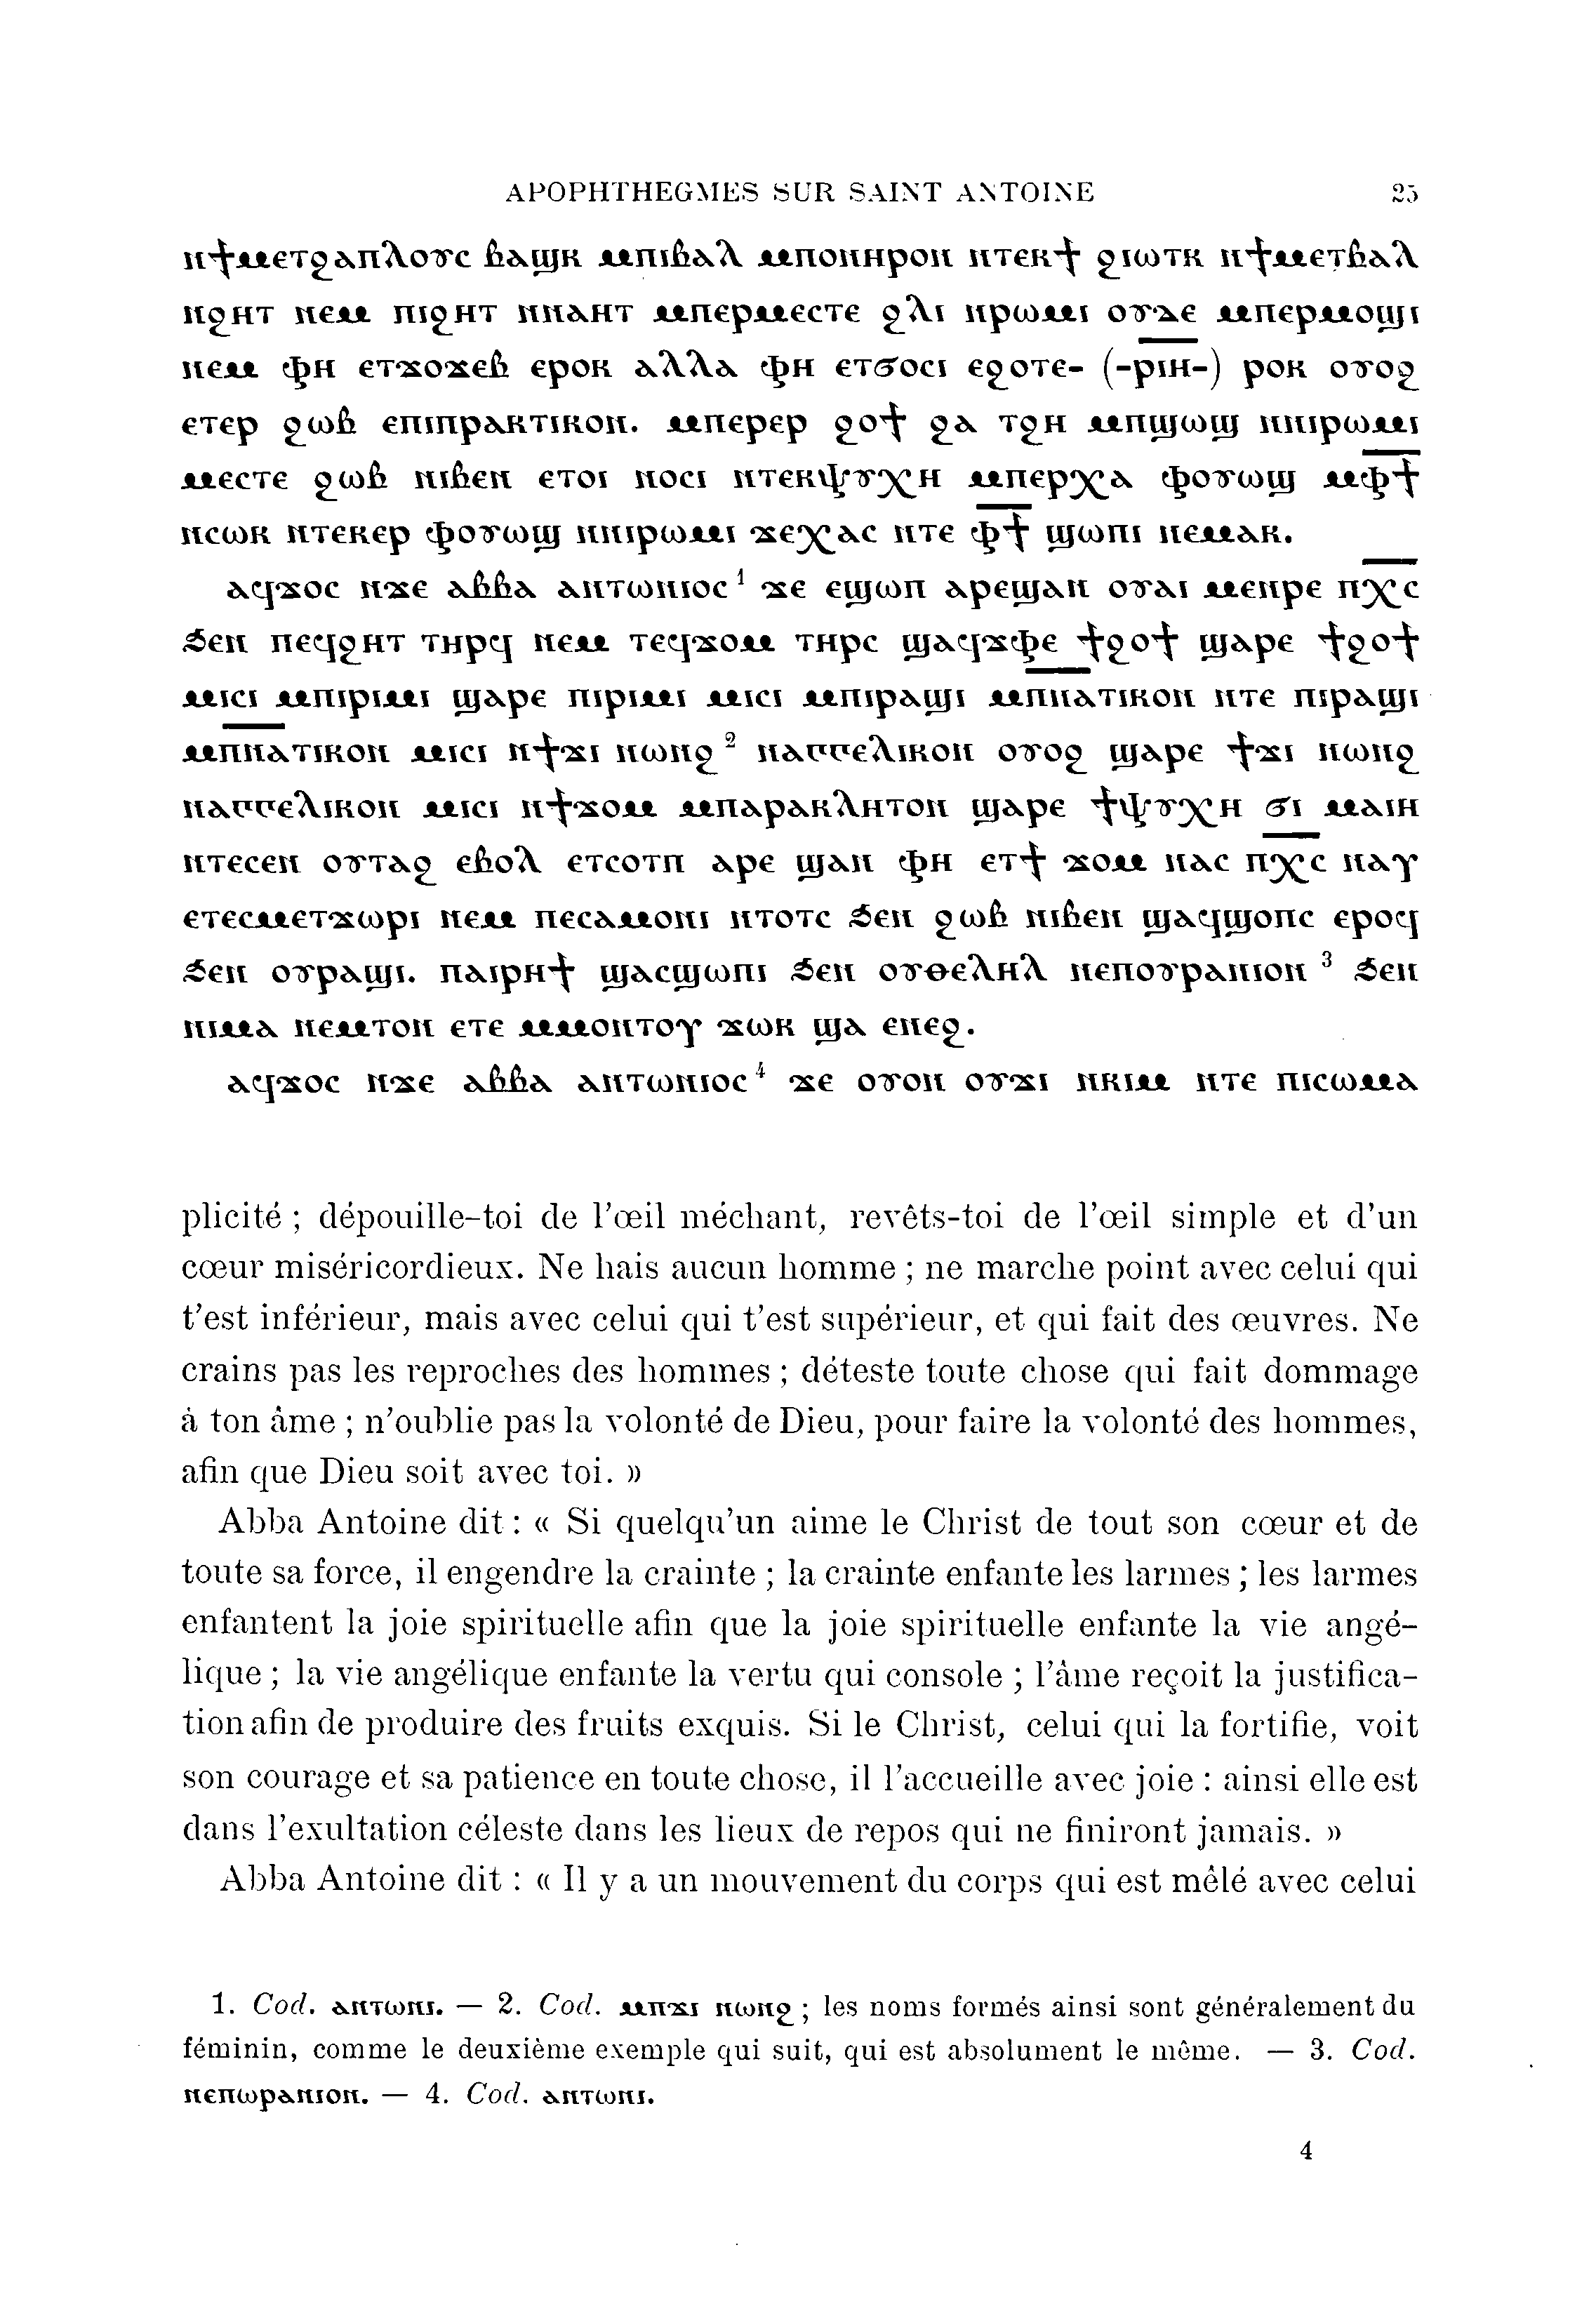 APOPHTHEGMES SUR SAINT ANTOINE 25
ⲛϯⲙⲉⲧϩⲁⲡⲗⲟⲩⲥ ⲃⲁϣⲕ ⲙⲡⲓⲃⲁⲗ ⲙⲡⲟⲛⲏⲣⲟⲛ ⲛⲧⲉⲕϯ ϩⲓⲱⲧⲕ ⲛϯⲙⲉⲧⲃⲁⲗ
ⲛϩⲏⲧ ⲛⲉⲙ ⲡⲓϩⲏⲧ ⲛⲛⲁⲏⲧ ⲙⲡⲉⲣⲙⲉⲥⲧⲉ ϩⲗⲓ ⲛⲣⲱⲙⲓ ⲟⲩⲇⲉ ⲙⲡⲉⲣⲙⲟϣⲓ
ⲛⲉⲙ ⲫⲏ ⲉⲧϫⲟϫⲉⲃ ⲉⲣⲟⲕ ⲁⲗⲗⲁ ⲫⲏ ⲉⲧϭⲟⲥⲓ ⲉϩⲟⲧⲉ- (-ⲣ̅ⲓ̅ⲏ̅-) ⲣⲟⲕ ⲟⲩⲟϩ
ⲉⲧⲉⲣ ϩⲱⲃ ⲉⲡⲓⲡⲣⲁⲕⲧⲓⲕⲟⲛ. ⲙⲡⲉⲣⲉⲣ ϩⲟϯ ϩⲁ ⲧϩⲏ ⲙⲡϣⲱϣ ⲛⲛⲓⲣⲱⲙⲓ
ⲙⲉⲥⲧⲉ ϩⲱⲃ ⲛⲓⲃⲉⲛ ⲉⲧⲟⲓ ⲛⲟⲥⲓ ⲛⲧⲉⲕⲯⲩⲭⲏ ⲙⲡⲉⲣⲭⲁ ⲫⲟⲩⲱϣ ⲙⲫ̅ϯ̅
ⲛⲥⲱⲕ ⲛⲧⲉⲕⲉⲣ ⲫⲟⲩⲱϣ ⲛⲛⲓⲣⲱⲙⲓ ϫⲉⲭⲁⲥ ⲛⲧⲉ ⲫ̅ϯ̅ ϣⲱⲡⲓ ⲛⲉⲙⲁⲕ.
ⲁϥϫⲟⲥ ⲛϫⲉ ⲁⲃⲃⲁ ⲁⲛⲧⲱⲛⲓⲟⲥ¹ ϫⲉ ⲉϣⲱⲡ ⲁⲣⲉϣⲁⲛ ⲟⲩⲁⲓ ⲙⲉⲛⲣⲉ ⲡⲭ̅ⲥ̅
ϧⲉⲛ ⲡⲉϥϩⲏⲧ ⲧⲏⲣϥ ⲛⲉⲙ ⲧⲉϥϫⲟⲙ ⲧⲏⲣⲥ ϣⲁϥϫⲫⲉ ϯϩⲟϯ ϣⲁⲣⲉ ϯϩⲟϯ
ⲙⲓⲥⲓ ⲙⲡⲓⲣⲓⲙⲓ ϣⲁⲣⲉ ⲡⲓⲣⲓⲙⲓ ⲙⲓⲥⲓ ⲙⲡⲓⲣⲁϣⲓ ⲙⲡ̅ⲛ̅ⲁ̅ⲧⲓⲕⲟⲛ ⲛⲧⲉ ⲡⲓⲣⲁϣⲓ
ⲙⲡ̅ⲛ̅ⲁ̅ⲧⲓⲕⲟⲛ ⲙⲓⲥⲓ ⲛϯϫⲓ ⲛⲱⲛϩ² ⲛⲁⲅⲅⲉⲗⲓⲕⲟⲛ ⲟⲩⲟϩ ϣⲁⲣⲉ ϯϫⲓ ⲛⲱⲛϩ
ⲛⲁⲅⲅⲉⲗⲓⲕⲟⲛ ⲙⲓⲥⲓ ⲛϯϫⲟⲙ ⲙⲡⲁⲣⲁⲕⲗⲏⲧⲟⲛ ϣⲁⲣⲉ ϯⲯⲩⲭⲏ ϭⲓ ⲙⲁⲓⲏ
ⲛⲧⲉⲥⲉⲛ ⲟⲩⲧⲁϩ ⲉⲃⲟⲗ ⲉⲧⲥⲟⲧⲡ ⲁⲣⲉ ϣⲁⲛ ⲫⲏ ⲉⲧϯ ϫⲟⲙ ⲛⲁⲥ ⲡⲭ̅ⲥ̅ ⲛⲁⲩ
ⲉⲧⲉⲥⲙⲉⲧϫⲱⲣⲓ ⲛⲉⲙ ⲡⲉⲥⲁⲙⲟⲛⲓ ⲛⲧⲟⲧⲥ ϧⲉⲛ ϩⲱⲃ ⲛⲓⲃⲉⲛ ϣⲁϥϣⲟⲡⲥ ⲉⲣⲟϥ
ϧⲉⲛ ⲟⲩⲣⲁϣⲓ. ⲡⲁⲓⲣⲏϯ ϣⲁⲥϣⲱⲡⲓ ϧⲉⲛ ⲟⲩⲑⲉⲗⲏⲗ ⲛⲉⲡⲟⲩⲣⲁⲛⲓⲟⲛ³ ϧⲉⲛ
ⲛⲓⲙⲁ ⲛⲉⲙⲧⲟⲛ ⲉⲧⲉ ⲙⲙⲟⲛⲧⲟⲩ ϫⲱⲕ ϣⲁ ⲉⲛⲉϩ.
ⲁϥϫⲟⲥ ⲛϫⲉ ⲁⲃⲃⲁ ⲁⲛⲧⲱⲛⲓⲟⲥ⁴ ϫⲉ ⲟⲩⲟⲛ ⲟⲩϫⲓ ⲛⲕⲓⲙ ⲛⲧⲉ ⲡⲓⲥⲱⲙⲁ
plicité ; dépouille-toi de l'œil méchant, revêts-toi de l'œil simple et d'un
cœur miséricordieux. Ne hais aucun homme ; ne marche point avec celui qui
t'est inférieur, mais avec celui qui t'est supérieur, et qui fait des œuvres. Ne
crains pas les reproches des hommes ; déteste toute chose qui fait dommage
à ton âme ; n'oublie pas la volonté de Dieu, pour faire la volonté des hommes,
afin que Dieu soit avec toi. »
Abba Antoine dit : « Si quelqu'un aime le Christ de tout son cœur et de
toute sa force, il engendre la crainte ; la crainte enfante les larmes ; les larmes
enfantent la joie spirituelle afin que la joie spirituelle enfante la vie angé-
lique ; la vie angélique enfante la vertu qui console ; l'âme reçoit la justifica-
tion afin de produire des fruits exquis. Si le Christ, celui qui la fortifie, voit
son courage et sa patience en toute chose, il l'accueille avec joie : ainsi elle est
dans l'exultation céleste dans les lieux de repos qui ne finiront jamais. »
Abba Antoine dit : « Il y a un mouvement du corps qui est mêlé avec celui
1. Cod. ⲁⲛⲧⲱⲛⲓ. — 2. Cod. ⲙⲡϫⲓ ⲛⲱⲛϩ ; les noms formés ainsi sont généralement du
féminin, comme le deuxième exemple qui suit, qui est absolument le même. — 3. Cod.
ⲛⲉⲡⲱⲣⲁⲛⲓⲟⲛ. — 4. Cod. ⲁⲛⲧⲱⲛⲓ.
4